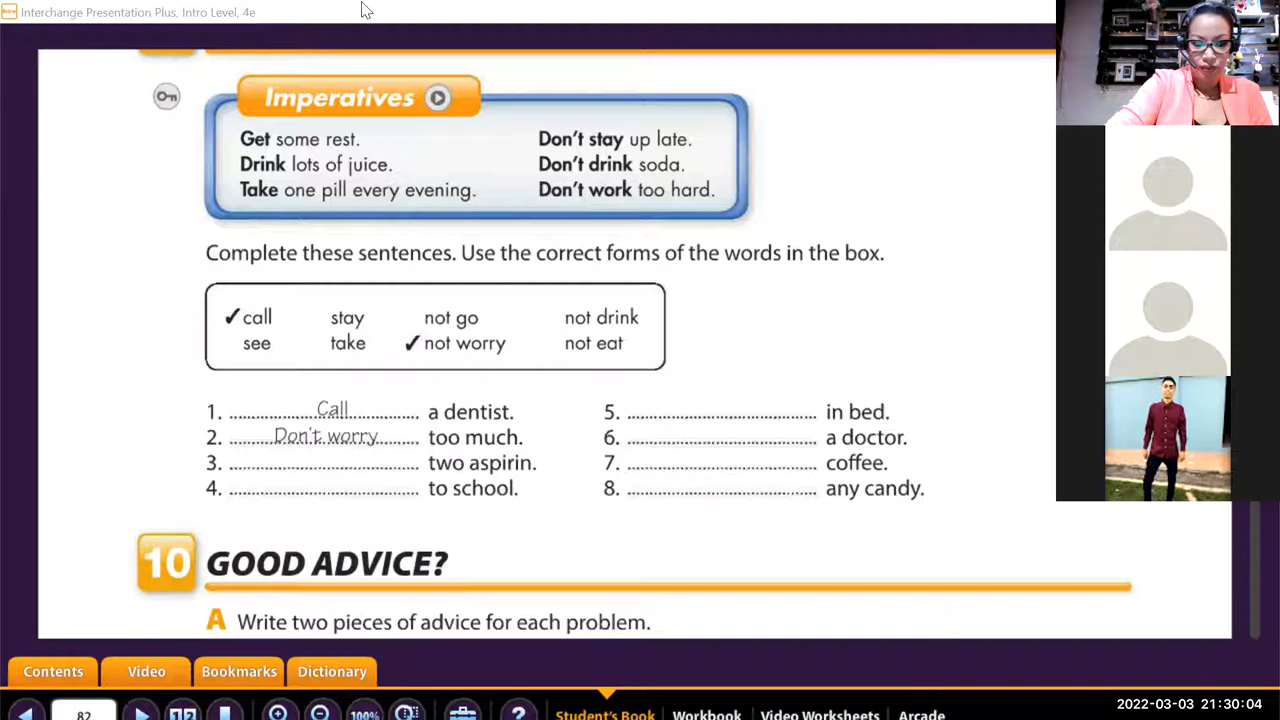 Interchange Presentation Plus, Intro Level, 4e
Imperatives
Get some rest. Don't stay up late.
Drink lots of juice. Don't drink soda.
Take one pill every evening. Don't work too hard.
Complete these sentences. Use the correct forms of the words in the box.
✓ call stay not go not drink
see take ✓ not worry not eat
1. Call a dentist. 5. in bed.
2. Don't worry too much. 6. a doctor.
3. two aspirin. 7. coffee.
4. to school. 8. any candy.
10 GOOD ADVICE?
A Write two pieces of advice for each problem.
Contents Video Bookmarks Dictionary
82 1 2 100% ? Student's Book Workbook Video Worksheets Arcade
2022-03-03 21:30:04